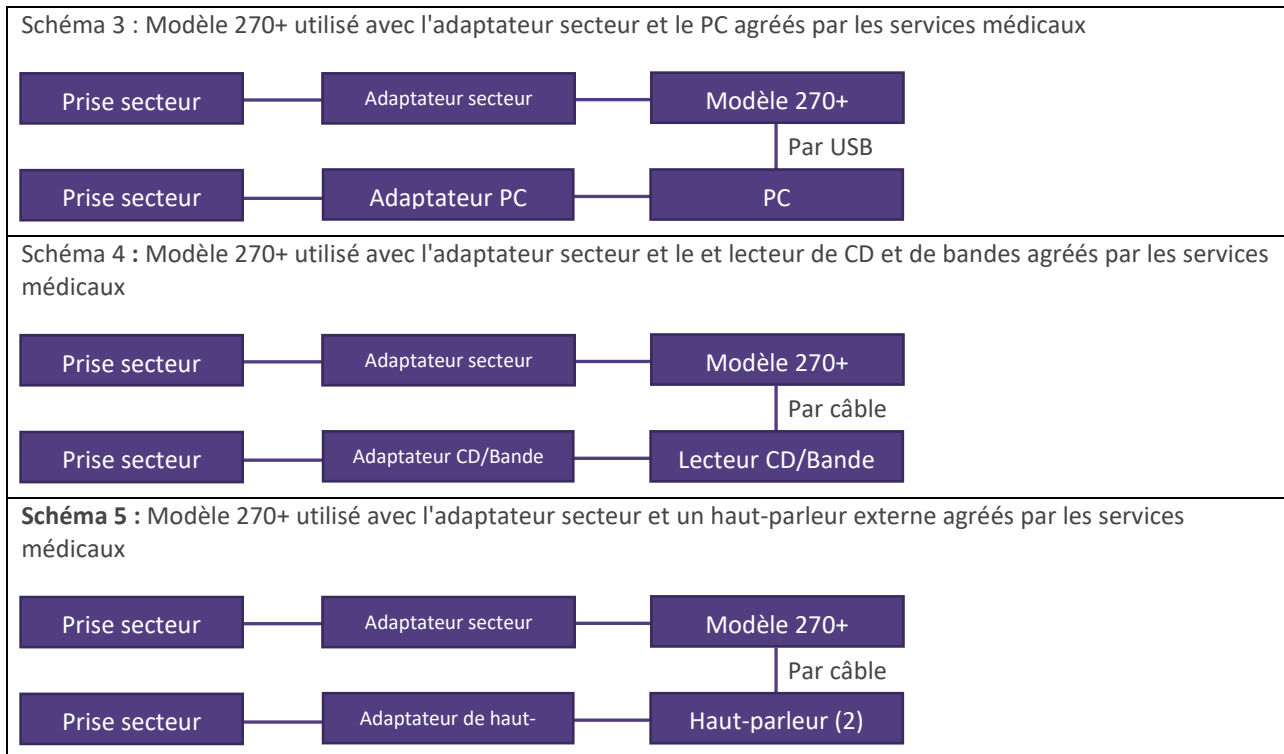 Schéma 3 : Modèle 270+ utilisé avec l'adaptateur secteur et le PC agréés par les services médicaux
Prise secteur
Adaptateur secteur
Modèle 270+
Par USB
Prise secteur
Adaptateur PC
PC
Schéma 4 : Modèle 270+ utilisé avec l'adaptateur secteur et le et lecteur de CD et de bandes agréés par les services
médicaux
Prise secteur
Adaptateur secteur
Modèle 270+
Par câble
Prise secteur
Adaptateur CD/Bande
Lecteur CD/Bande
Schéma 5 : Modèle 270+ utilisé avec l'adaptateur secteur et un haut-parleur externe agréés par les services
médicaux
Prise secteur
Adaptateur secteur
Modèle 270+
Par câble
Prise secteur
Adaptateur de haut-
Haut-parleur (2)